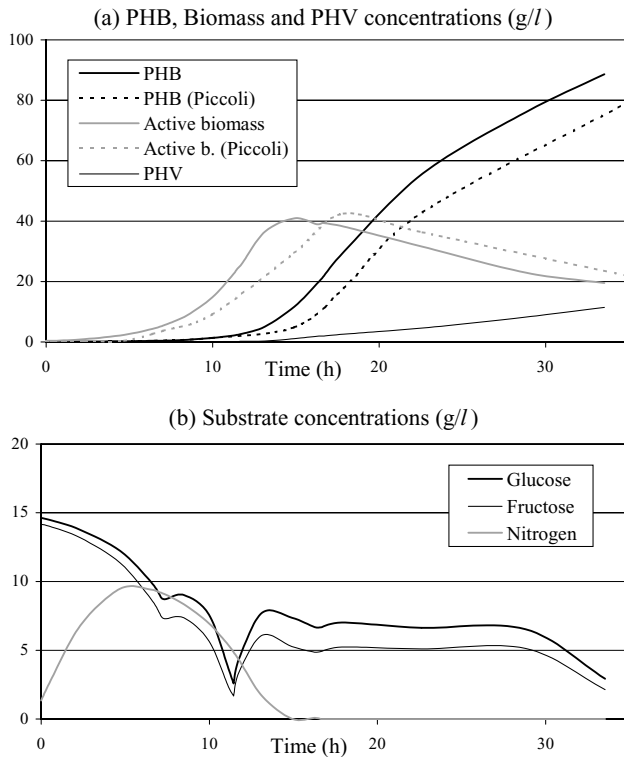 (a) PHB, Biomass and PHV concentrations (g/l)
100
80
60
40
20
0
PHB
PHB (Piccoli)
Active biomass
Active b. (Piccoli)
PHV
0 10 20 30
Time (h)
(b) Substrate concentrations (g/l)
20
15
10
5
0
Glucose
Fructose
Nitrogen
0 10 20 30
Time (h)